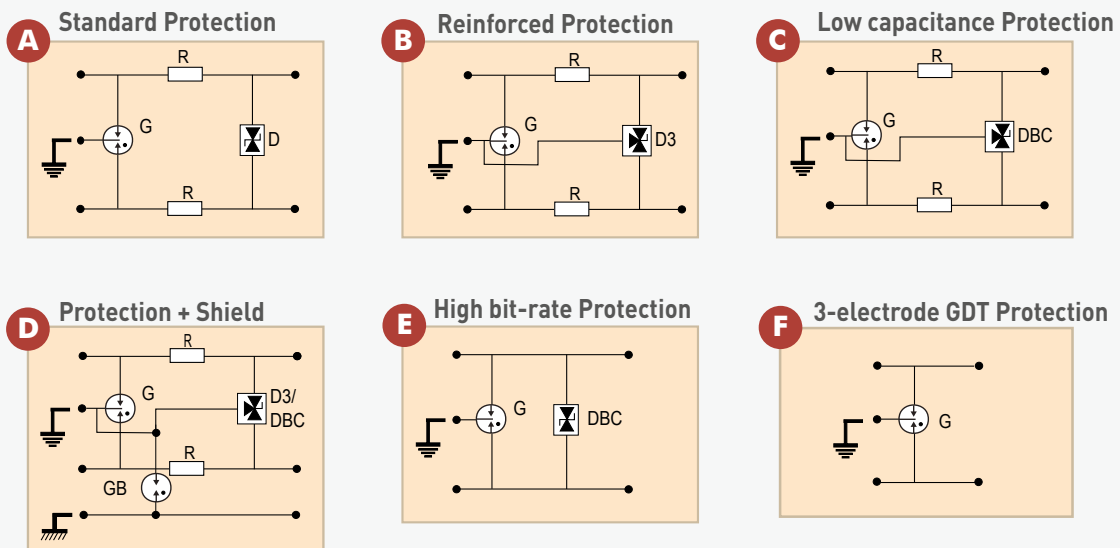 A Standard Protection
R
G
D
R
B Reinforced Protection
R
G
D3
R
C Low capacitance Protection
R
G
DBC
R
D Protection + Shield
R
G
D3/
DBC
R
GB
E High bit-rate Protection
G
DBC
F 3-electrode GDT Protection
G